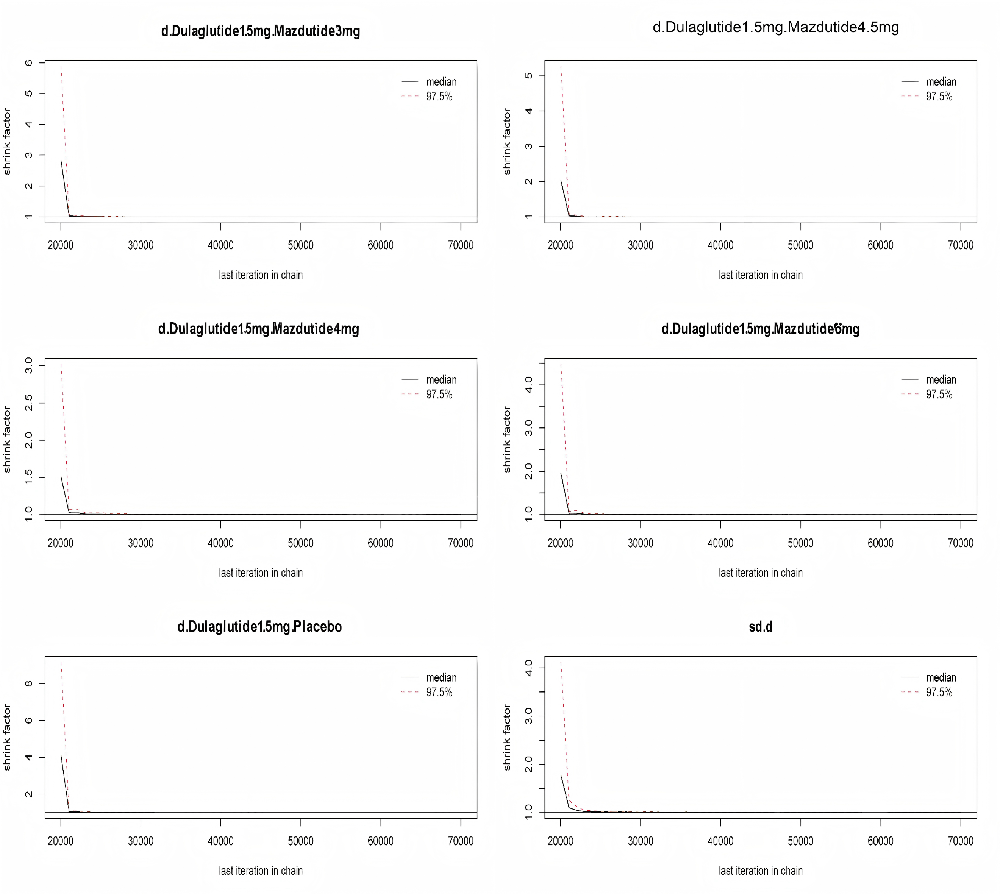 d.Dulaglutide1.5mg.Mazdutide3mg
shrink factor
6
5
4
3
2
1
median
97.5%
20000 30000 40000 50000 60000 70000
last iteration in chain
d.Dulaglutide1.5mg.Mazdutide4.5mg
shrink factor
5
4
3
2
1
median
97.5%
20000 30000 40000 50000 60000 70000
last iteration in chain
d.Dulaglutide1.5mg.Mazdutide4mg
shrink factor
3.0
2.5
2.0
1.5
1.0
median
97.5%
20000 30000 40000 50000 60000 70000
last iteration in chain
d.Dulaglutide1.5mg.Mazdutide6mg
shrink factor
4.0
3.0
2.0
1.0
median
97.5%
20000 30000 40000 50000 60000 70000
last iteration in chain
d.Dulaglutide1.5mg.Placebo
shrink factor
8
6
4
2
median
97.5%
20000 30000 40000 50000 60000 70000
last iteration in chain
sd.d
shrink factor
4.0
3.0
2.0
1.0
median
97.5%
20000 30000 40000 50000 60000 70000
last iteration in chain